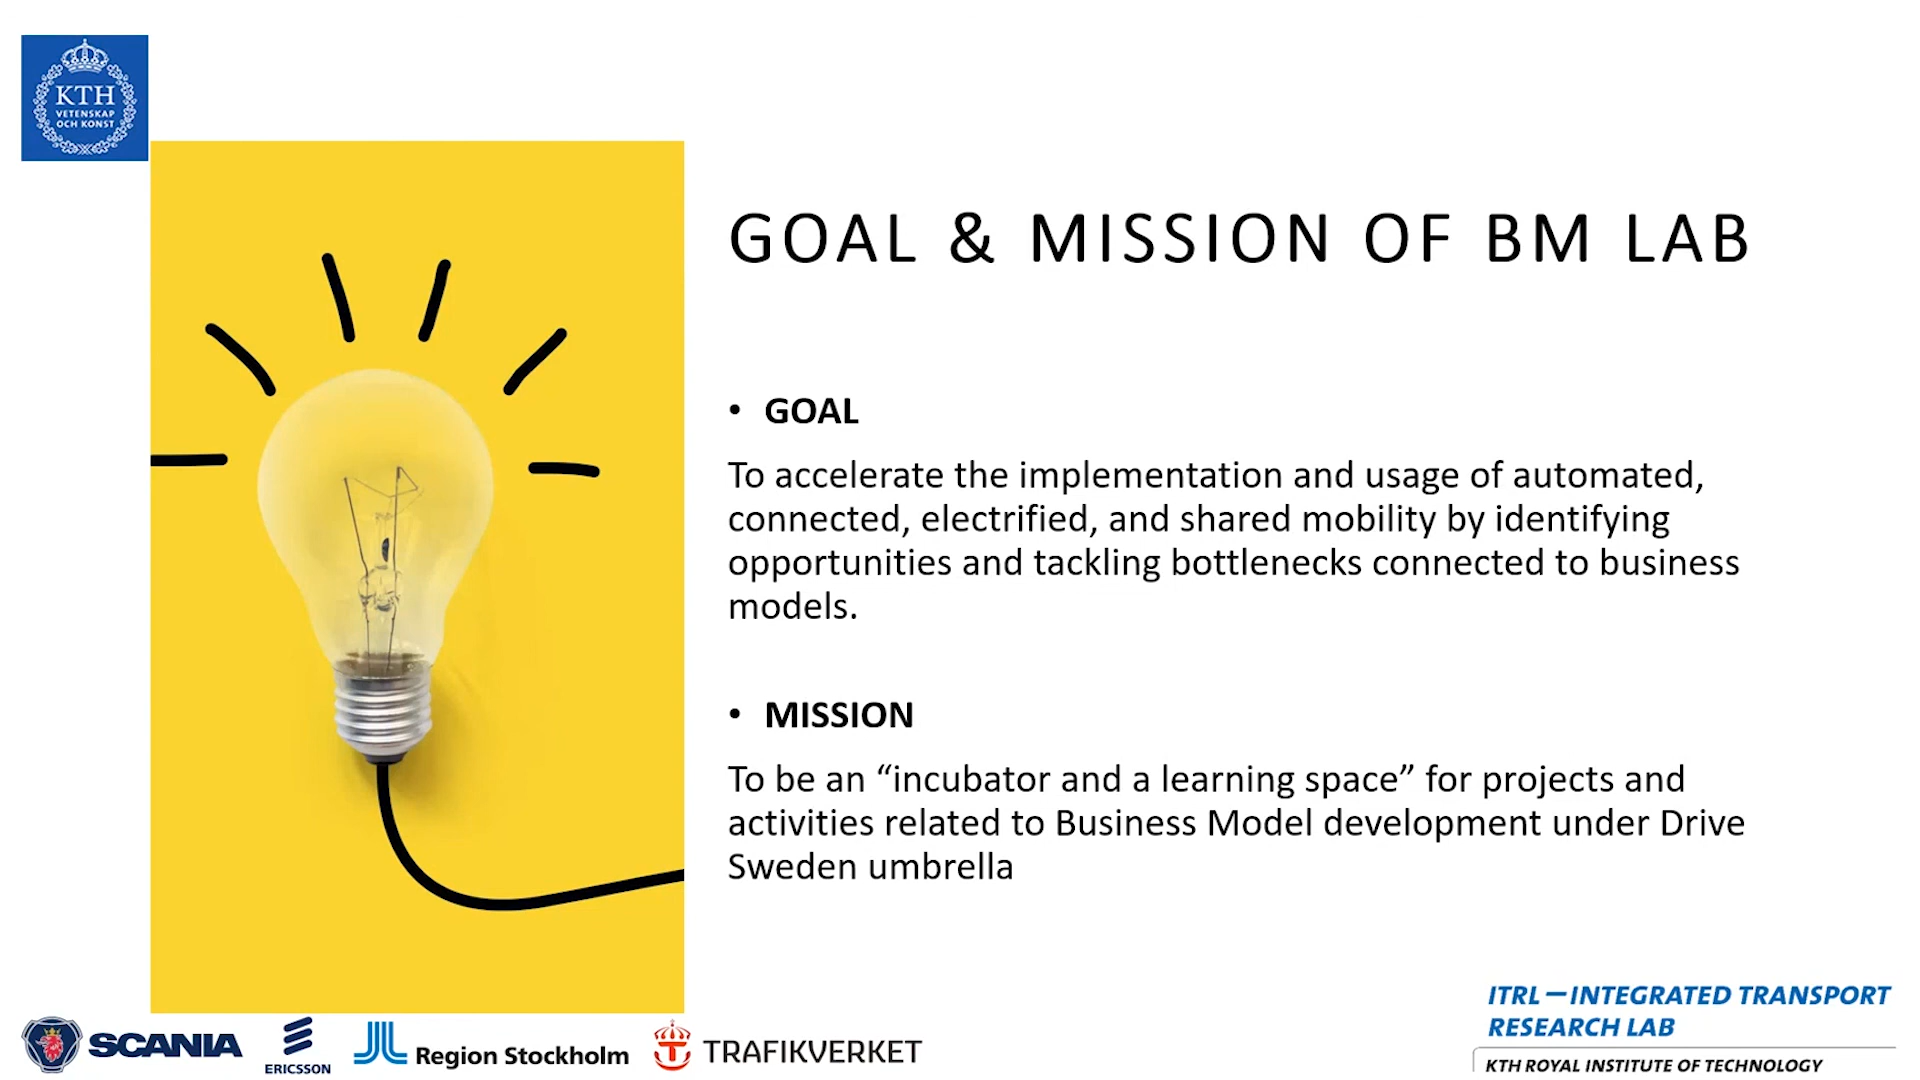 KTH
VETENSKAP
OCH KONST
GOAL & MISSION OF BM LAB
• GOAL
To accelerate the implementation and usage of automated,
connected, electrified, and shared mobility by identifying
opportunities and tackling bottlenecks connected to business
models.
• MISSION
To be an “incubator and a learning space” for projects and
activities related to Business Model development under Drive
Sweden umbrella
SCANIA
ERICSSON
Region Stockholm
TRAFIKVERKET
ITRL — INTEGRATED TRANSPORT
RESEARCH LAB
KTH ROYAL INSTITUTE OF TECHNOLOGY